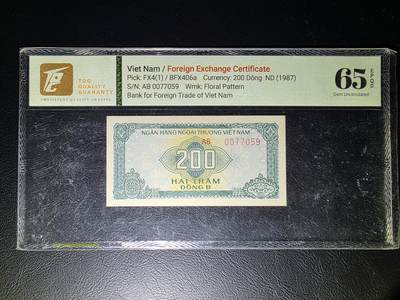 TQG
TOP
QUALITY
GUARANTY
Viet Nam / Foreign Exchange Certificate
Pick: FX4(1) / BFX406a Currency: 200 Dông ND (1987)
S/N: AB 0077059 Wmk: Floral Pattern
Bank for Foreign Trade of Viet Nam
65
Gem uncirculated
NGÂN HÀNG NGOẠI THƯƠNG VIỆT NAM
AB 0077059
200
HAI TRĂM
ĐỒNG B